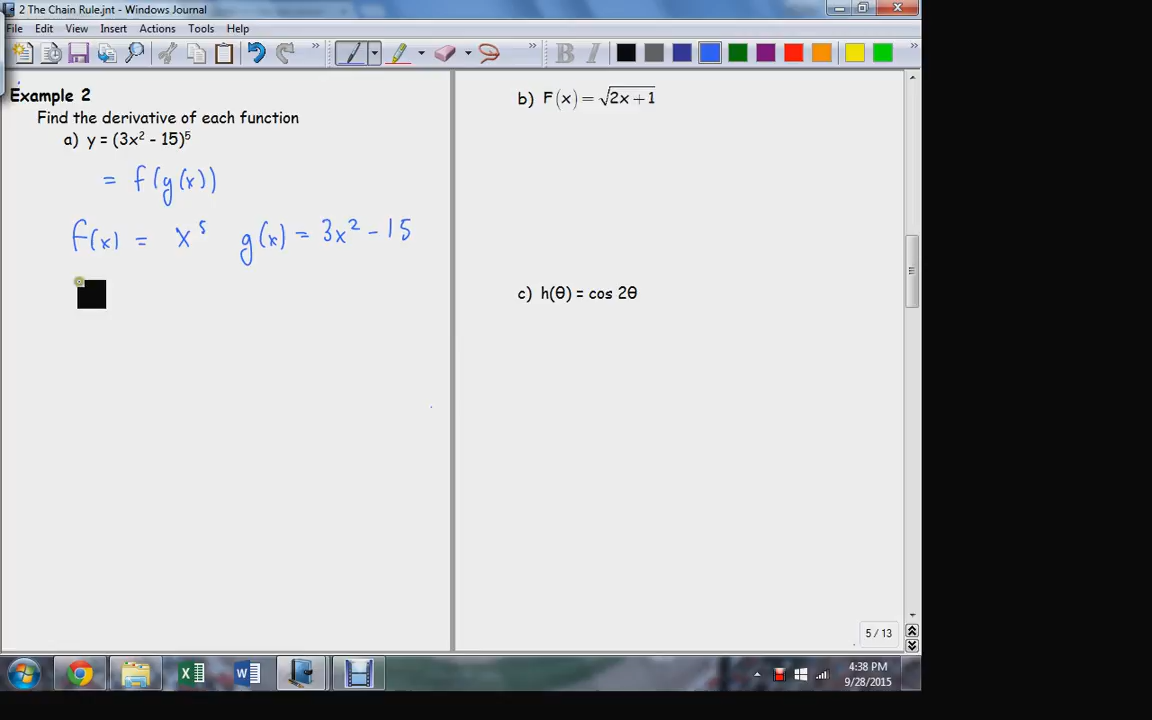 2 The Chain Rule.jnt - Windows Journal
File Edit View Insert Actions Tools Help
Example 2
Find the derivative of each function
a) y = (3x² - 15)⁵
= f(g(x))
f(x) = x⁵ g(x) = 3x² - 15
b) F(x) = √(2x + 1)
c) h(θ) = cos 2θ
5 / 13
4:38 PM
9/28/2015